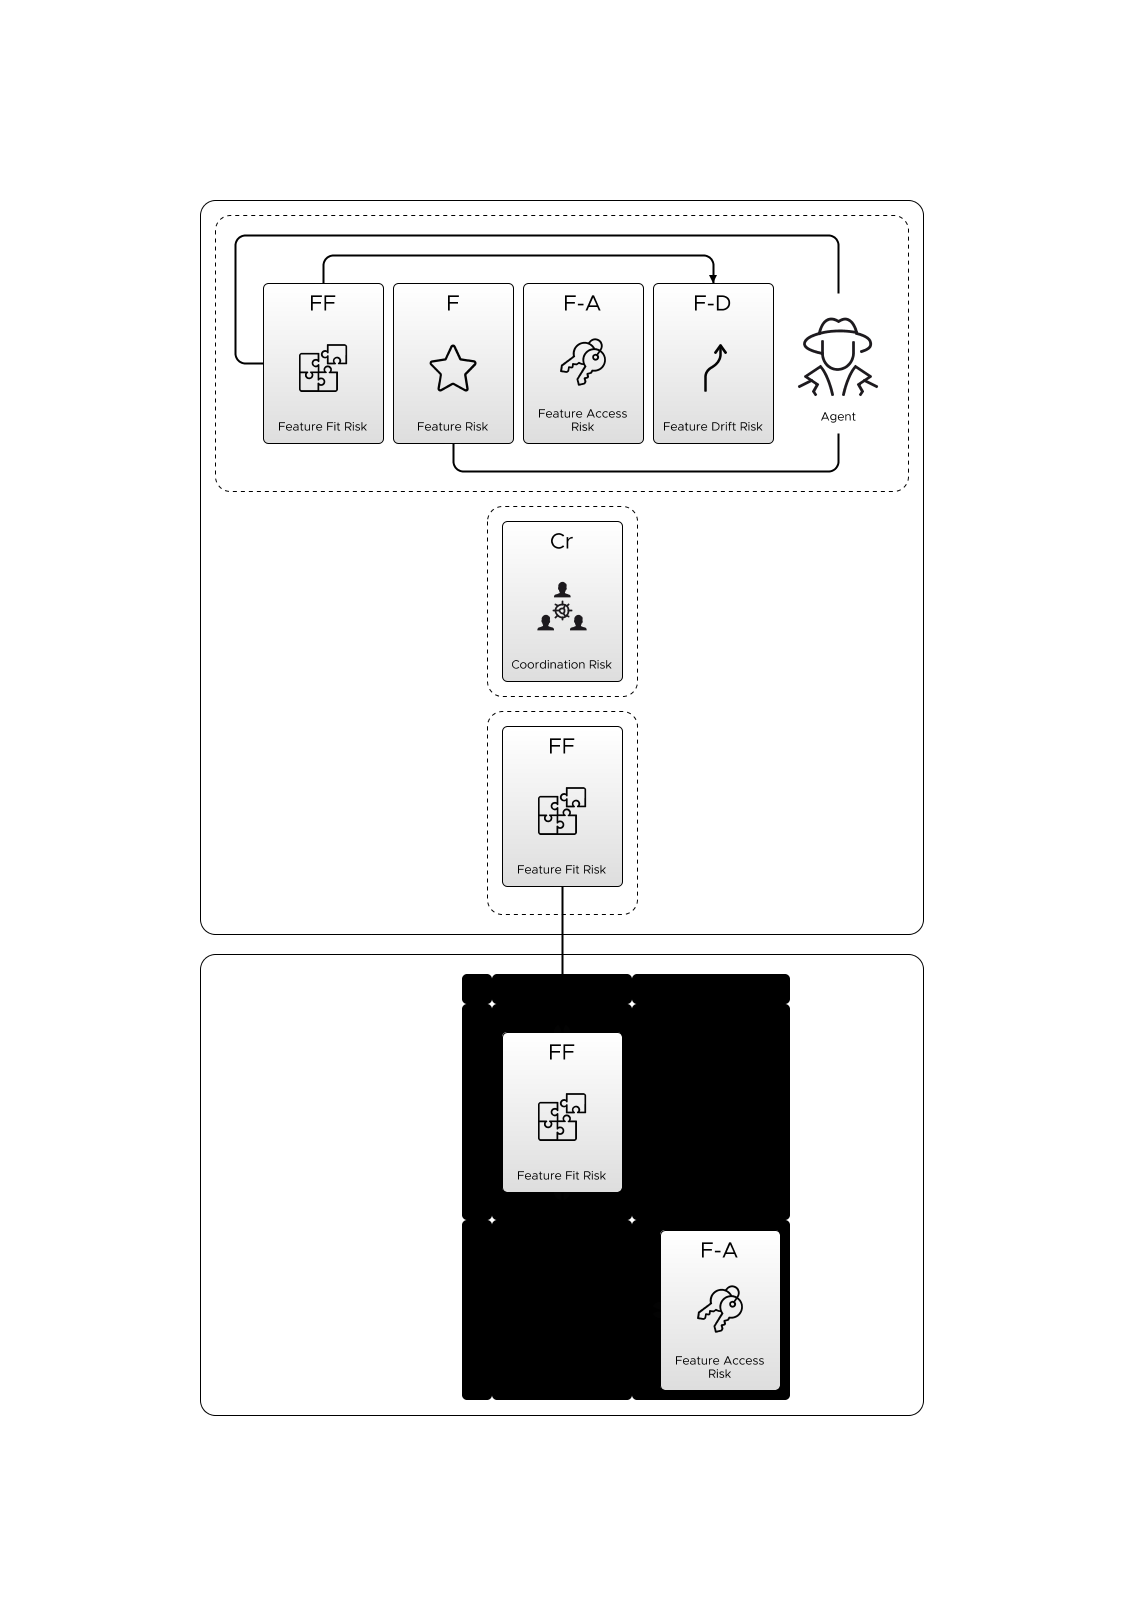 FF
F
F-A
F-D
Feature Fit Risk
Feature Risk
Feature Access
Risk
Feature Drift Risk
Agent
Cr
Coordination Risk
FF
Feature Fit Risk
FF
Feature Fit Risk
F-A
Feature Access
Risk